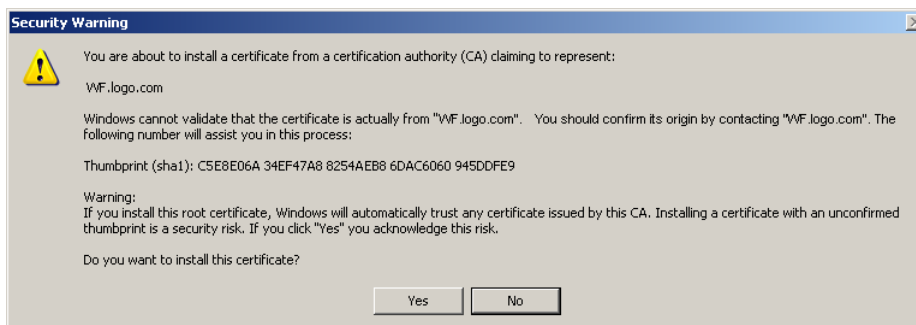 Security Warning
You are about to install a certificate from a certification authority (CA) claiming to represent:
WF.logo.com
Windows cannot validate that the certificate is actually from "WF.logo.com". You should confirm its origin by contacting "WF.logo.com". The
following number will assist you in this process:
Thumbprint (sha1): C5E8E06A 34EF47A8 8254AEB8 6DAC6060 945DDFE9
Warning:
If you install this root certificate, Windows will automatically trust any certificate issued by this CA. Installing a certificate with an unconfirmed
thumbprint is a security risk. If you click "Yes" you acknowledge this risk.
Do you want to install this certificate?
Yes No